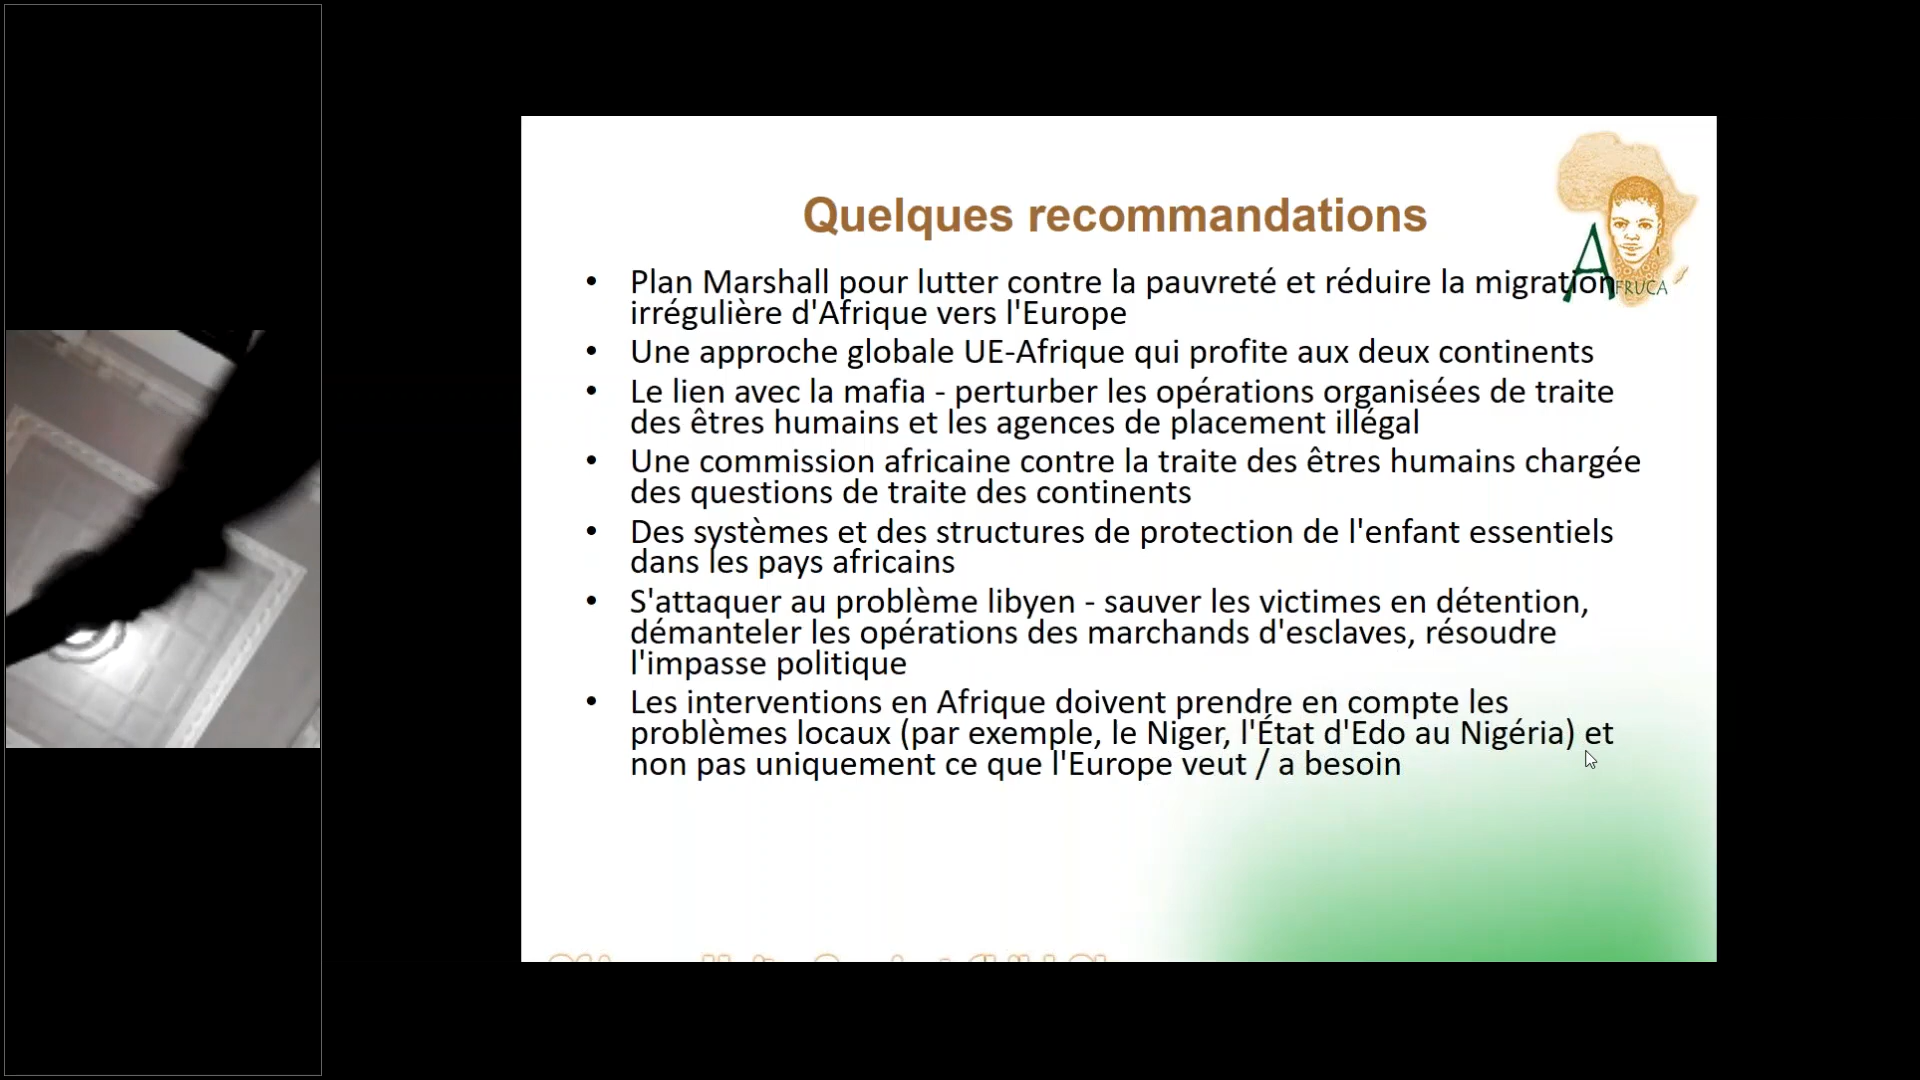 Quelques recommandations
AFRUCA
• Plan Marshall pour lutter contre la pauvreté et réduire la migration
irrégulière d'Afrique vers l'Europe
• Une approche globale UE-Afrique qui profite aux deux continents
• Le lien avec la mafia - perturber les opérations organisées de traite
des êtres humains et les agences de placement illégal
• Une commission africaine contre la traite des êtres humains chargée
des questions de traite des continents
• Des systèmes et des structures de protection de l'enfant essentiels
dans les pays africains
• S'attaquer au problème libyen - sauver les victimes en détention,
démanteler les opérations des marchands d'esclaves, résoudre
l'impasse politique
• Les interventions en Afrique doivent prendre en compte les
problèmes locaux (par exemple, le Niger, l'État d'Edo au Nigéria) et
non pas uniquement ce que l'Europe veut / a besoin